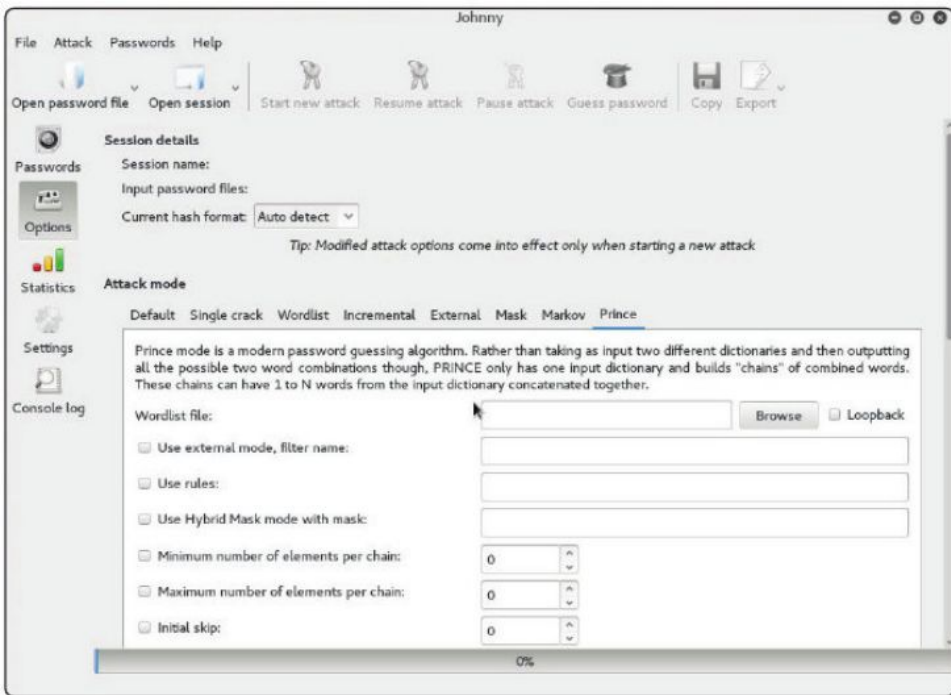 Johnny
File Attack Passwords Help
Open password file Open session Start new attack Resume attack Pause attack Guess password Copy Export
Passwords
Options
Statistics
Settings
Console log
Session details
Session name:
Input password files:
Current hash format: Auto detect
Tip: Modified attack options come into effect only when starting a new attack
Attack mode
Default Single crack Wordlist Incremental External Mask Markov Prince
Prince mode is a modern password guessing algorithm. Rather than taking as input two different dictionaries and then outputting
all the possible two word combinations though, PRINCE only has one input dictionary and builds "chains" of combined words.
These chains can have 1 to N words from the input dictionary concatenated together.
Wordlist file: Browse Loopback
Use external mode, filter name:
Use rules:
Use Hybrid Mask mode with mask:
Minimum number of elements per chain: 0
Maximum number of elements per chain: 0
Initial skip: 0
0%